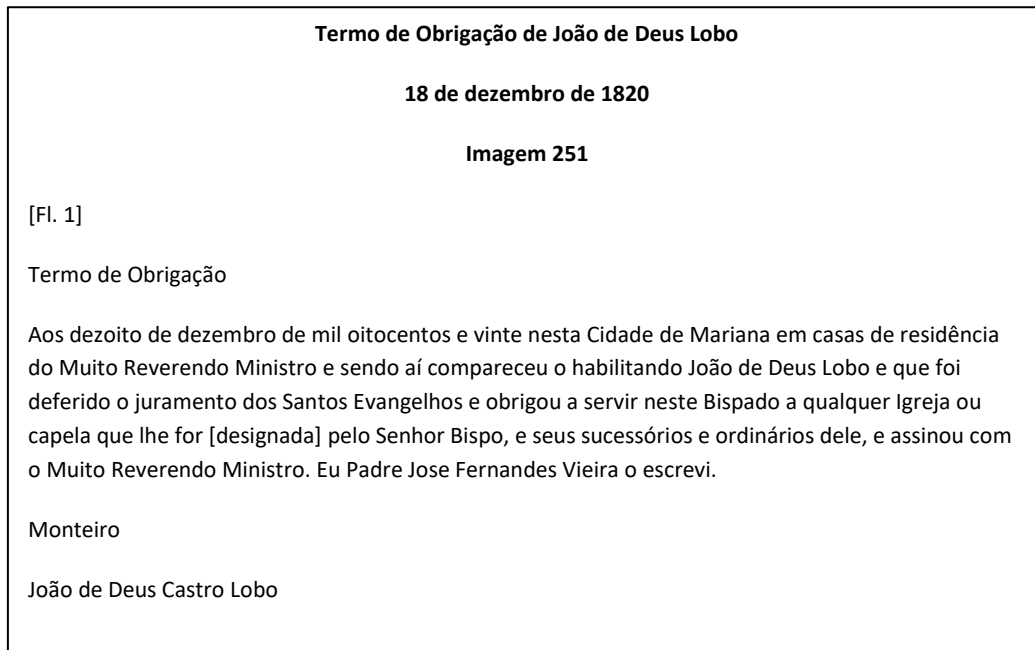 Termo de Obrigação de João de Deus Lobo
18 de dezembro de 1820
Imagem 251
[Fl. 1]
Termo de Obrigação
Aos dezoito de dezembro de mil oitocentos e vinte nesta Cidade de Mariana em casas de residência
do Muito Reverendo Ministro e sendo aí compareceu o habilitando João de Deus Lobo e que foi
deferido o juramento dos Santos Evangelhos e obrigou a servir neste Bispado a qualquer Igreja ou
capela que lhe for [designada] pelo Senhor Bispo, e seus sucessórios e ordinários dele, e assinou com
o Muito Reverendo Ministro. Eu Padre Jose Fernandes Vieira o escrevi.
Monteiro
João de Deus Castro Lobo